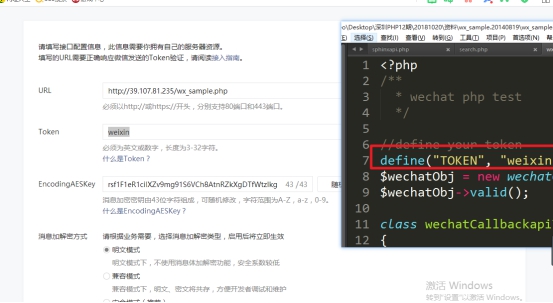 请填写接口配置信息，此信息需要你拥有自己的服务器资源。
填写的URL需要正确响应微信发送的Token验证，请阅读接入指南。
URL
http://39.107.81.235/wx_sample.php
必须以http://或https://开头，分别支持80端口和443端口。
Token
weixin
必须为英文或数字，长度为3-32字符。
什么是Token？
EncodingAESKey
43 /43
消息加密密钥由43位字符组成，可随机修改，字符范围为A-Z，a-z，0-9。
什么是EncodingAESKey？
消息加解密方式
请根据业务需要，选择消息加解密类型，启用后将立即生效
明文模式
明文模式下，不使用消息体加解密功能，安全系数较低
兼容模式
兼容模式下，明文、密文将共存，方便开发者调试和维护
o\Desktop\深圳PHP12期\20181020\资料\wx_sample.20140819\wx_sam
选择(S) 查找(I) 查看(V) 转到(G) 工具(T) 项目(P) 首选项(N) 帮
sphinxapi.php
search.php
1 <?php
2 /**
3 * wechat php test
4 */
5
6 //define your token
7 define("TOKEN", "weixin
8 $wechatObj = new wechat
9 $wechatObj->valid();
10
11 class wechatCallbackapi
12 {
激活 Windows
转到"设置"以激活 Windows。